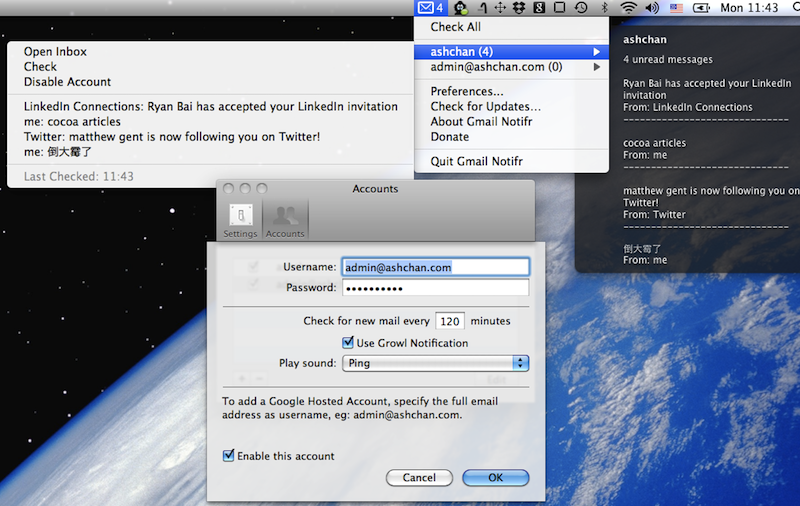 4
Mon 11:43
Check All
ashchan (4)
admin@ashchan.com (0)
Preferences...
Check for Updates...
About Gmail Notifr
Donate
Quit Gmail Notifr
Open Inbox
Check
Disable Account
LinkedIn Connections: Ryan Bai has accepted your LinkedIn invitation
me: cocoa articles
Twitter: matthew gent is now following you on Twitter!
me: 倒大霉了
Last Checked: 11:43
ashchan
4 unread messages
Ryan Bai has accepted your LinkedIn
invitation
From: LinkedIn Connections
------------------------------
cocoa articles
From: me
------------------------------
matthew gent is now following you on
Twitter!
From: Twitter
------------------------------
倒大霉了
From: me
Accounts
Settings
Accounts
Username: admin@ashchan.com
Password: ••••••••••
Check for new mail every 120 minutes
Use Growl Notification
Play sound: Ping
To add a Google Hosted Account, specify the full email
address as username, eg: admin@ashchan.com.
Enable this account
Cancel
OK